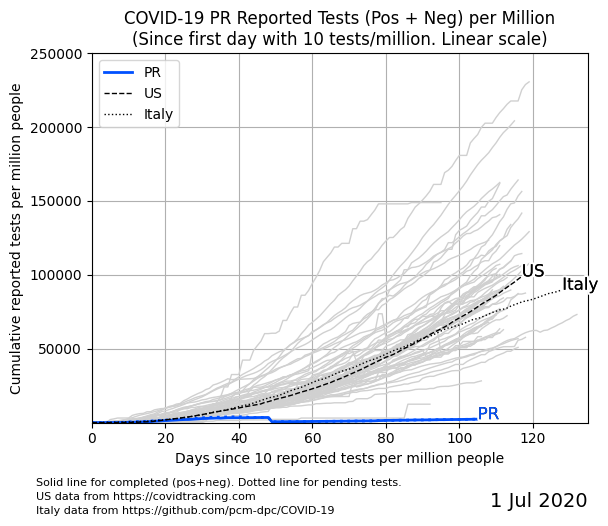 COVID-19 PR Reported Tests (Pos + Neg) per Million
(Since first day with 10 tests/million. Linear scale)
250000
200000
150000
100000
50000
Cumulative reported tests per million people
PR
US
Italy
US
Italy
PR
0 20 40 60 80 100 120
Days since 10 reported tests per million people
Solid line for completed (pos+neg). Dotted line for pending tests.
US data from https://covidtracking.com
Italy data from https://github.com/pcm-dpc/COVID-19
1 Jul 2020